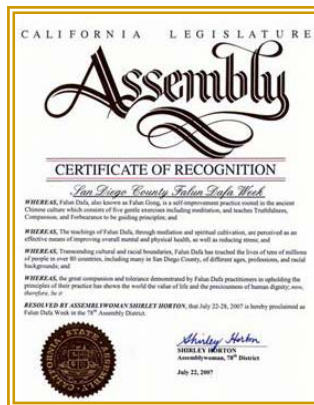 CALIFORNIA LEGISLATURE
Assembly
CERTIFICATE OF RECOGNITION
San Diego County Falun Dafa Week
WHEREAS, Falun Dafa, also known as Falun Gong, is a self-improvement practice rooted in the ancient
Chinese culture which consists of five gentle exercises including meditation, and teaches Truthfulness,
Compassion, and Forbearance to be guiding principles; and
WHEREAS, The teachings of Falun Dafa, through mediation and spiritual cultivation, are perceived as an
effective means of improving overall mental and physical health, as well as reducing stress; and
WHEREAS, Transcending cultural and racial boundaries, Falun Dafa has touched the lives of tens of millions
of people in over 80 countries, including many in San Diego County, of different ages, professions, and racial
backgrounds; and
WHEREAS, the great compassion and tolerance demonstrated by Falun Dafa practitioners in upholding the
principles of their practice has shown the world the value of life and the preciousness of human dignity; now,
therefore, be it
RESOLVED BY ASSEMBLYWOMAN SHIRLEY HORTON, that July 22-28, 2007 is hereby proclaimed as
Falun Dafa Week in the 78th Assembly District.
Shirley Horton
SHIRLEY HORTON
Assemblywoman, 78th District
July 22, 2007